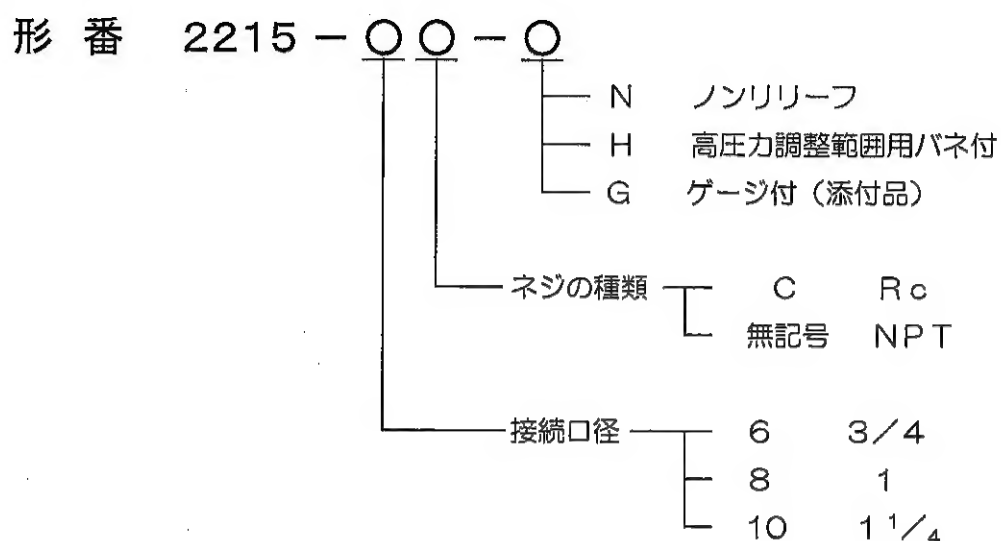 形 番 2215－○○－○
N ノンリリーフ
H 高圧力調整範囲用バネ付
G ゲージ付（添付品）
ネジの種類 C Rc
無記号 NPT
接続口径 6 3／4
8 1
10 1 1／4